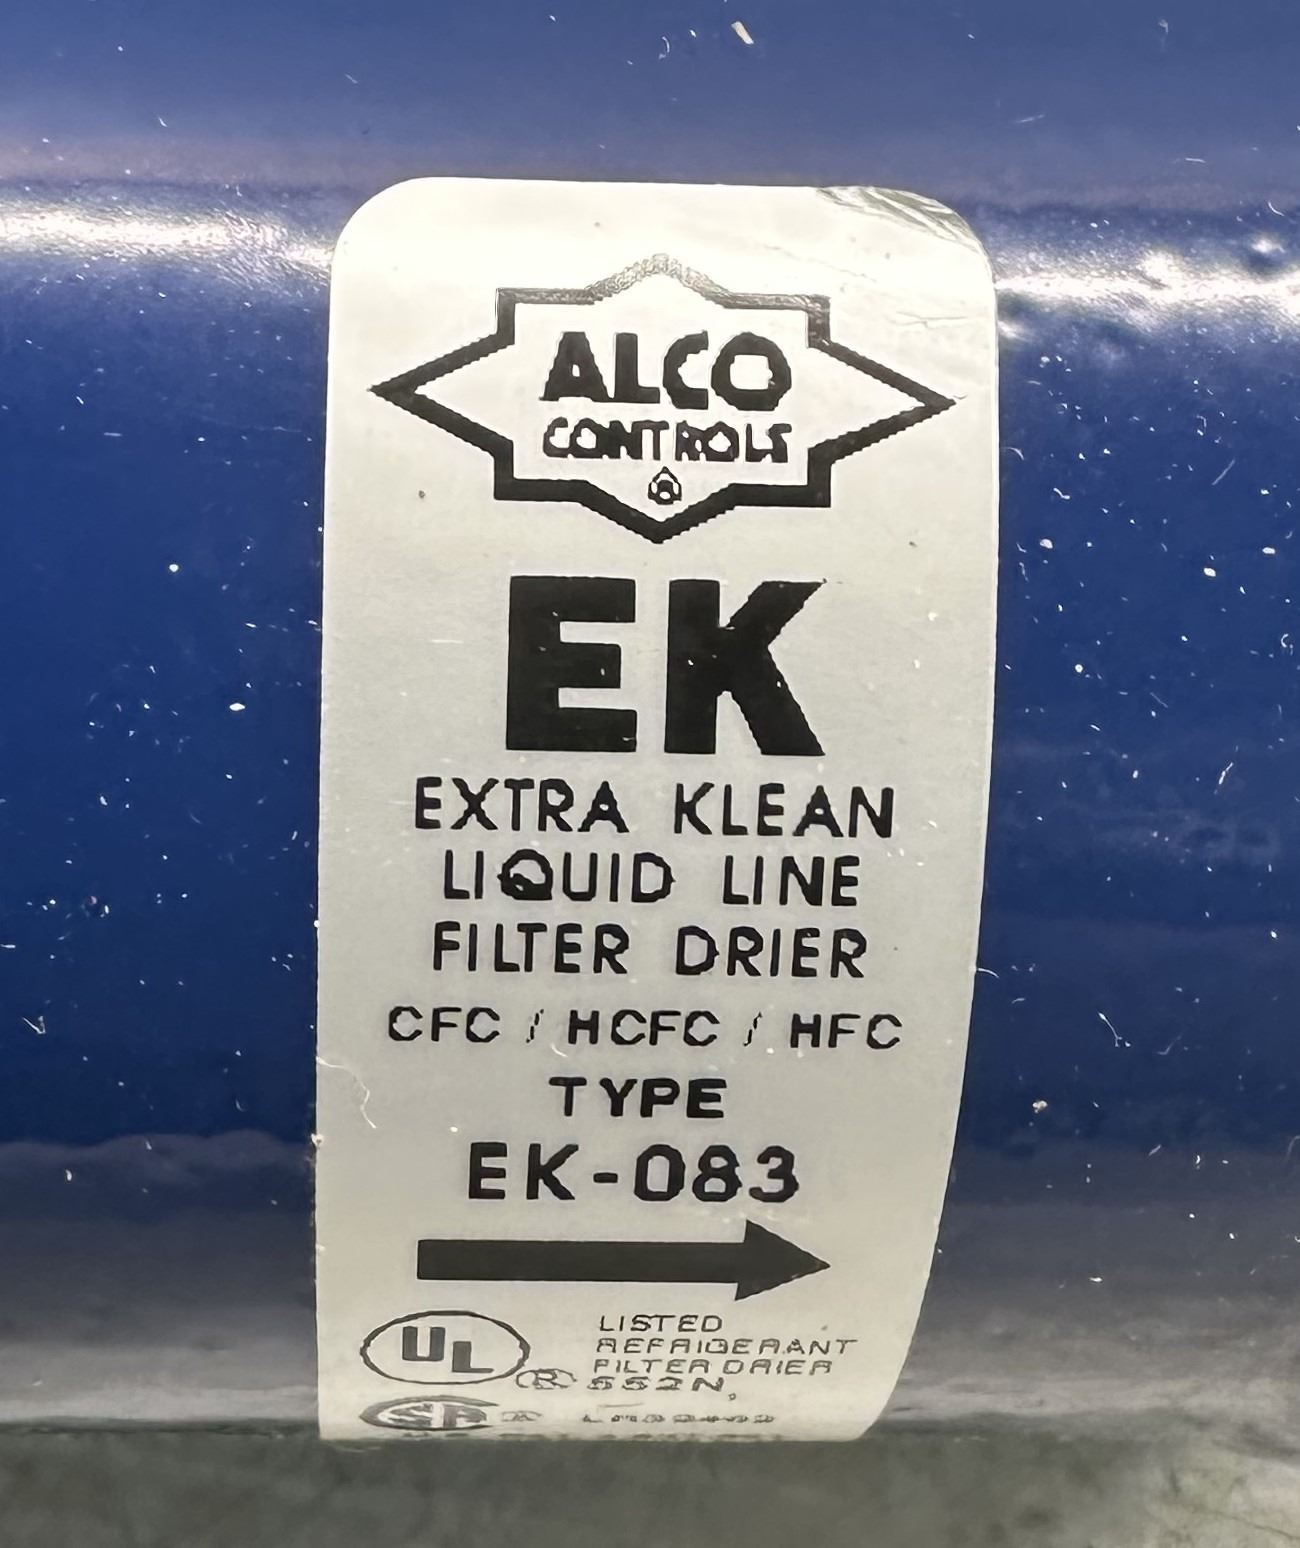 ALCO
CONTROLS
EK
EXTRA KLEAN
LIQUID LINE
FILTER DRIER
CFC / HCFC / HFC
TYPE
EK-083
UL
®
LISTED
REFRIGERANT
FILTER DRIER
552N